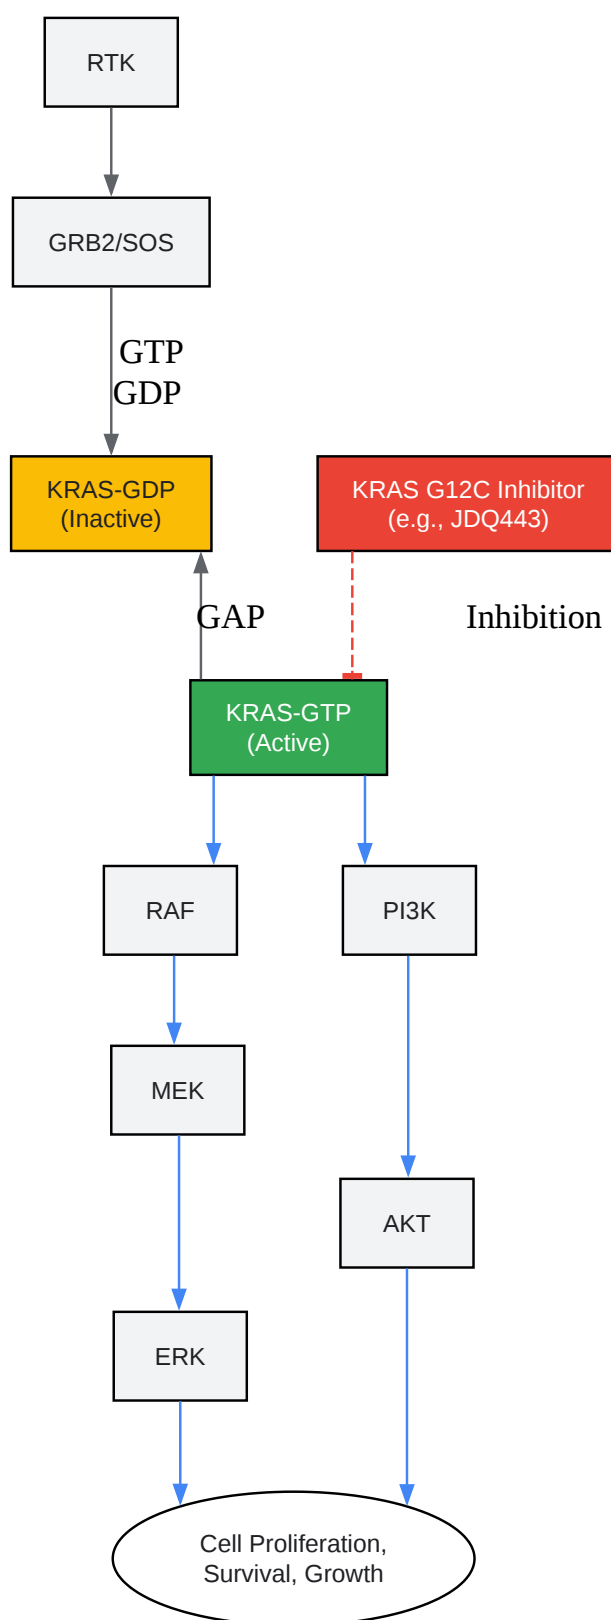 RTK
GRB2/SOS
GTP
GDP
KRAS-GDP
(Inactive)
KRAS G12C Inhibitor
(e.g., JDQ443)
GAP
Inhibition
KRAS-GTP
(Active)
RAF
PI3K
MEK
AKT
ERK
Cell Proliferation,
Survival, Growth